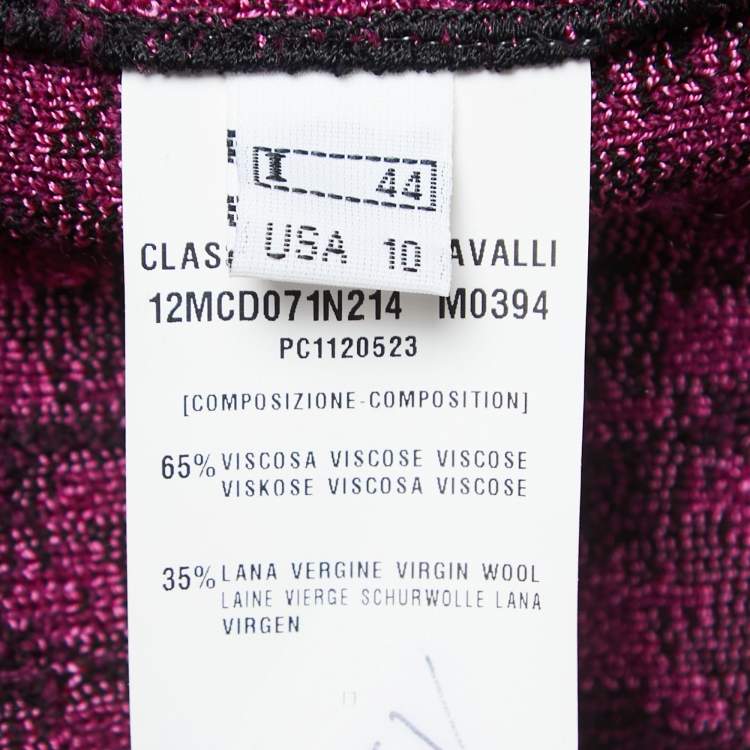 I 44
USA 10
CLAS AVALLI
12MCD071N214 M0394
PC1120523
[COMPOSIZIONE-COMPOSITION]
65% VISCOSA VISCOSE VISCOSE
VISKOSE VISCOSA VISCOSE
35% LANA VERGINE VIRGIN WOOL
LAINE VIERGE SCHURWOLLE LANA
VIRGEN